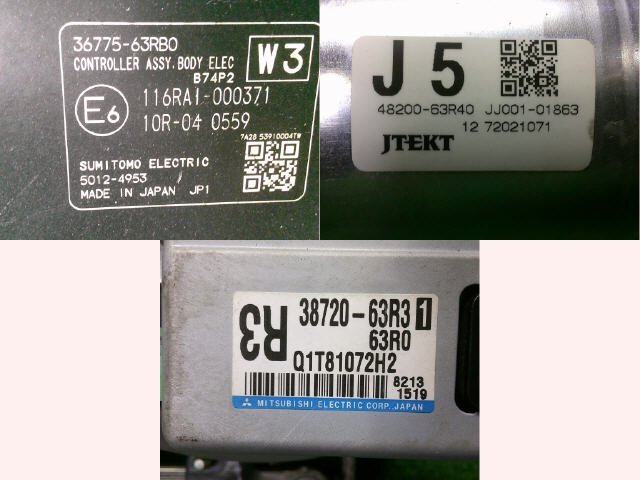 36775-63RB0
CONTROLLER ASSY.BODY ELEC
B74P2
W3
E6
116RA1-000371
10R-04 0559
7A28 53910004TW
SUMITOMO ELECTRIC
5012-4953
MADE IN JAPAN JP1
J5
48200-63R40 JJ001-01863
12 72021071
JTEKT
R3
38720-63R3 1
63R0
Q1T81072H2
8213
1519
MITSUBISHI ELECTRIC CORP.,JAPAN